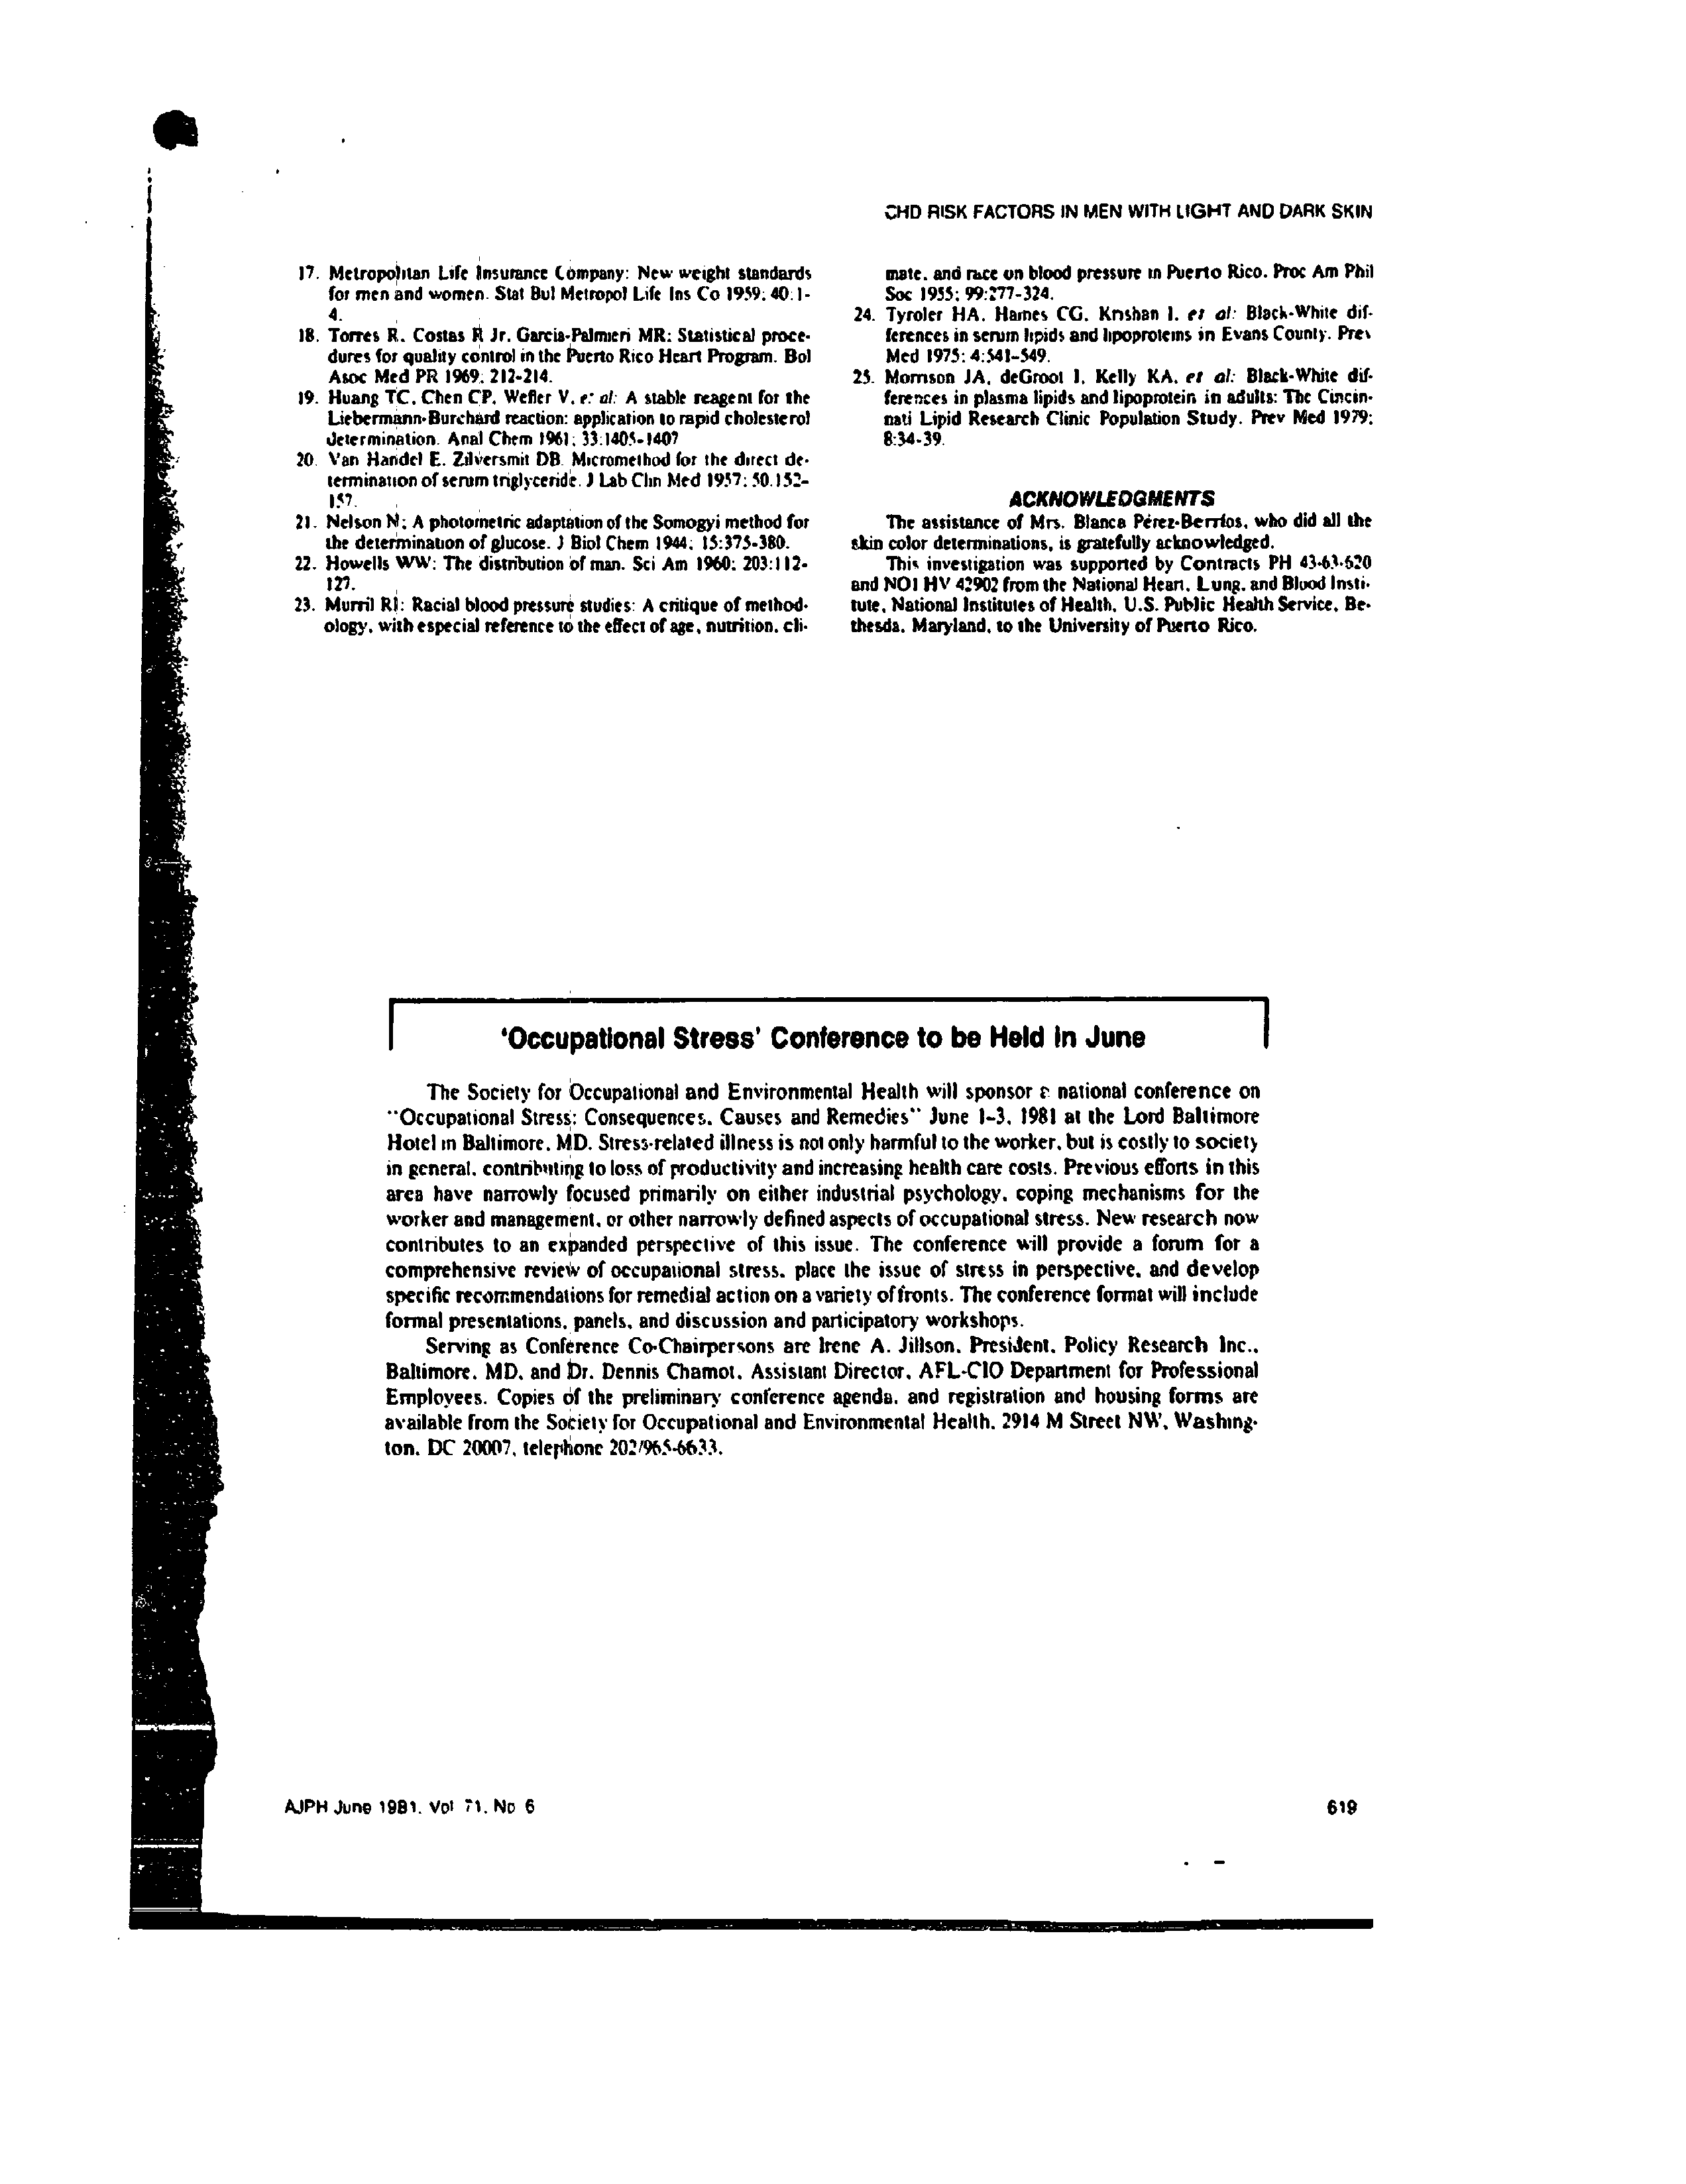 CHD RISK FACTORS IN MEN WITH LIGHT AND DARK SKIN
17. Metropolitan Life Insurance Company: New weight standards
for men and women. Stat Bul Metropol Life Ins Co 1959; 40:1-
4.
18. Torres R, Costas R Jr, Garcia-Palmieri MR: Statistical proce-
dures for quality control in the Puerto Rico Heart Program. Bol
Asoc Med PR 1969; 212-214.
19. Huang TC, Chen CP, Wefler V, et al: A stable reagent for the
Liebermann-Burchard reaction: application to rapid cholesterol
determination. Anal Chem 1961; 33:1405-1407
20. Van Handel E, Zilversmit DB. Micromethod for the direct de-
termination of serum triglyceride. J Lab Clin Med 1957; 50:152-
157.
21. Nelson N: A photometric adaptation of the Somogyi method for
the determination of glucose. J Biol Chem 1944; 15:375-380.
22. Howells WW: The distribution of man. Sci Am 1960; 203:112-
127.
23. Murril RI: Racial blood pressure studies: A critique of method-
ology, with especial reference to the effect of age, nutrition, cli-
mate, and race on blood pressure in Puerto Rico. Proc Am Phil
Soc 1955; 99:277-324.
24. Tyroler HA, Hames CG, Krishan I, et al: Black-White dif-
ferences in serum lipids and lipoproteins in Evans County. Prev
Med 1975; 4:541-549.
25. Morrison JA, deGroot I, Kelly KA, et al: Black-White dif-
ferences in plasma lipids and lipoprotein in adults: The Cincin-
nati Lipid Research Clinic Population Study. Prev Med 1979;
8:34-39.
ACKNOWLEDGMENTS
The assistance of Mrs. Blanca Pérez-Berríos, who did all the
skin color determinations, is gratefully acknowledged.
This investigation was supported by Contracts PH 43-63-620
and NO1 HV 42902 from the National Heart, Lung, and Blood Insti-
tute, National Institutes of Health, U.S. Public Health Service, Be-
thesda, Maryland, to the University of Puerto Rico.
'Occupational Stress' Conference to be Held in June
The Society for Occupational and Environmental Health will sponsor a national conference on
"Occupational Stress: Consequences, Causes and Remedies" June 1-3, 1981 at the Lord Baltimore
Hotel in Baltimore, MD. Stress-related illness is not only harmful to the worker, but is costly to society
in general, contributing to loss of productivity and increasing health care costs. Previous efforts in this
area have narrowly focused primarily on either industrial psychology, coping mechanisms for the
worker and management, or other narrowly defined aspects of occupational stress. New research now
contributes to an expanded perspective of this issue. The conference will provide a forum for a
comprehensive review of occupational stress, place the issue of stress in perspective, and develop
specific recommendations for remedial action on a variety of fronts. The conference format will include
formal presentations, panels, and discussion and participatory workshops.
Serving as Conference Co-Chairpersons are Irene A. Jillson, President, Policy Research Inc.,
Baltimore, MD, and Dr. Dennis Chamot, Assistant Director, AFL-CIO Department for Professional
Employees. Copies of the preliminary conference agenda, and registration and housing forms are
available from the Society for Occupational and Environmental Health, 2914 M Street NW, Washing-
ton, DC 20007, telephone 202/965-6633.
AJPH June 1981, Vol 71, No 6
619